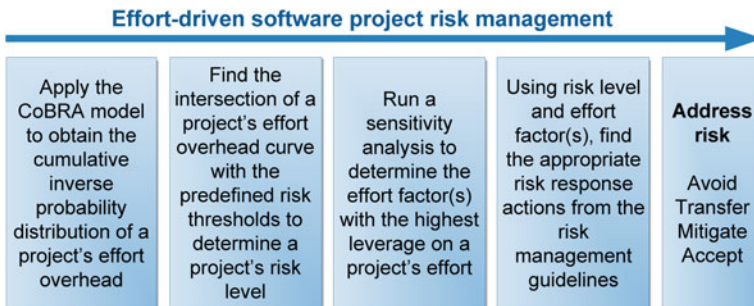 Effort-driven software project risk management
Apply the
CoBRA model
to obtain the
cumulative
inverse
probability
distribution of a
project's effort
overhead
Find the
intersection of a
project's effort
overhead curve
with the
predefined risk
thresholds to
determine a
project's risk
level
Run a
sensitivity
analysis to
determine the
effort factor(s)
with the highest
leverage on a
project's effort
Using risk level
and effort
factor(s), find
the appropriate
risk response
actions from the
risk
management
guidelines
Address
risk
Avoid
Transfer
Mitigate
Accept